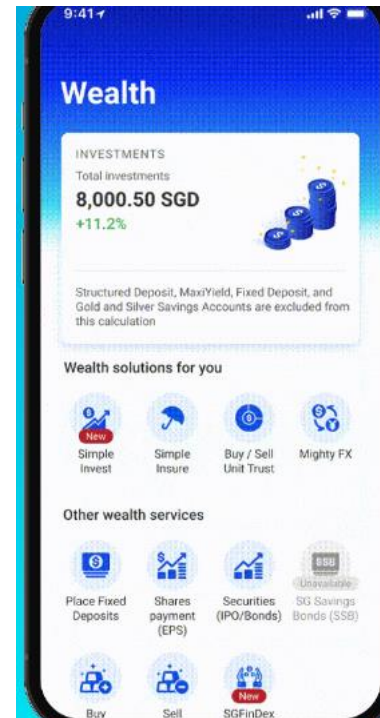 9:41
Wealth
INVESTMENTS
Total investments
8,000.50 SGD
+11.2%
Structured Deposit, MaxiYield, Fixed Deposit, and
Gold and Silver Savings Accounts are excluded from
this calculation
Wealth solutions for you
New
Simple
Invest
Simple
Insure
Buy / Sell
Unit Trust
Mighty FX
Other wealth services
Place Fixed
Deposits
Shares
payment
(EPS)
Securities
(IPO/Bonds)
SSB
Unavailable
SG Savings
Bonds (SSB)
Buy
Sell
New
SGFinDex